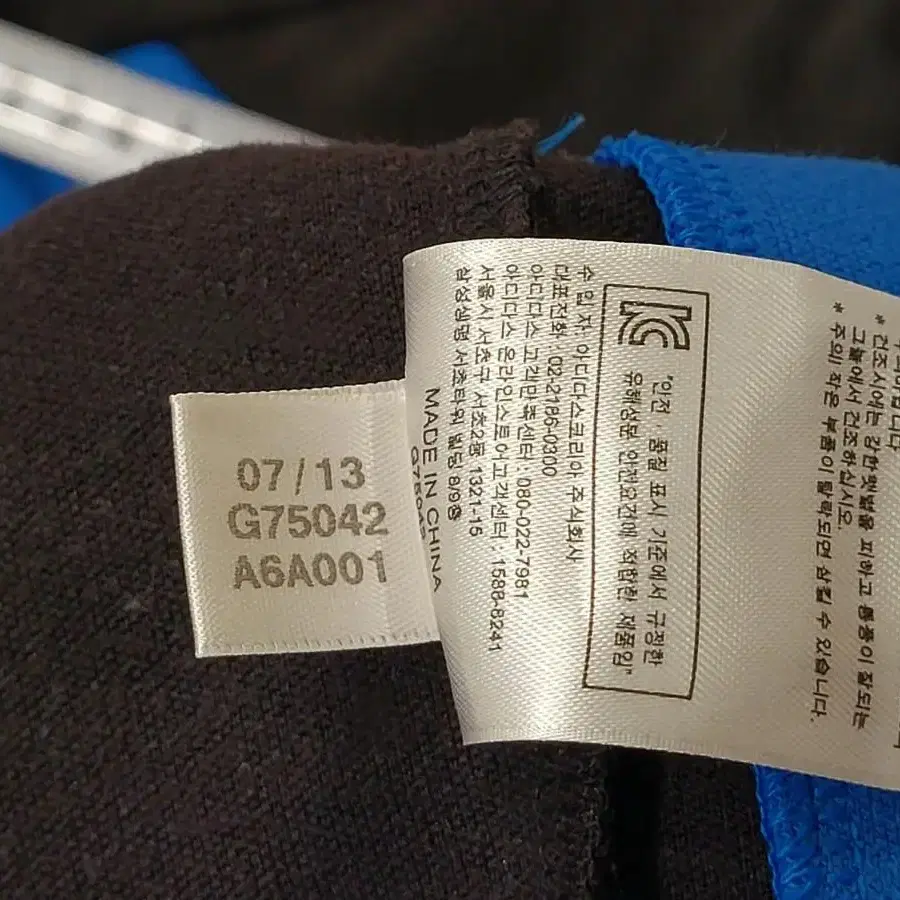 07/13
G75042
A6A001
MADE IN CHINA
수 입 자 아디다스코리아 주식회사
대표전화 : 02-2186-0300
아디다스 고객만족센터 : 080-022-7981
아디다스 온라인스토어고객센터 : 1588-8241
서울시 서초구 서초2동 1321-15
삼성생명 서초타워 빌딩 8/9층
KC
"안전 · 품질 표시 기준에서 규정한
유해성분 안전요건에 적합한 제품임"
* 건조시에는 강한햇볕을 피하고 통풍이 잘되는
그늘에서 건조하십시오.
* 주의! 작은 부품이 탈락되면 삼킬 수 있습니다.